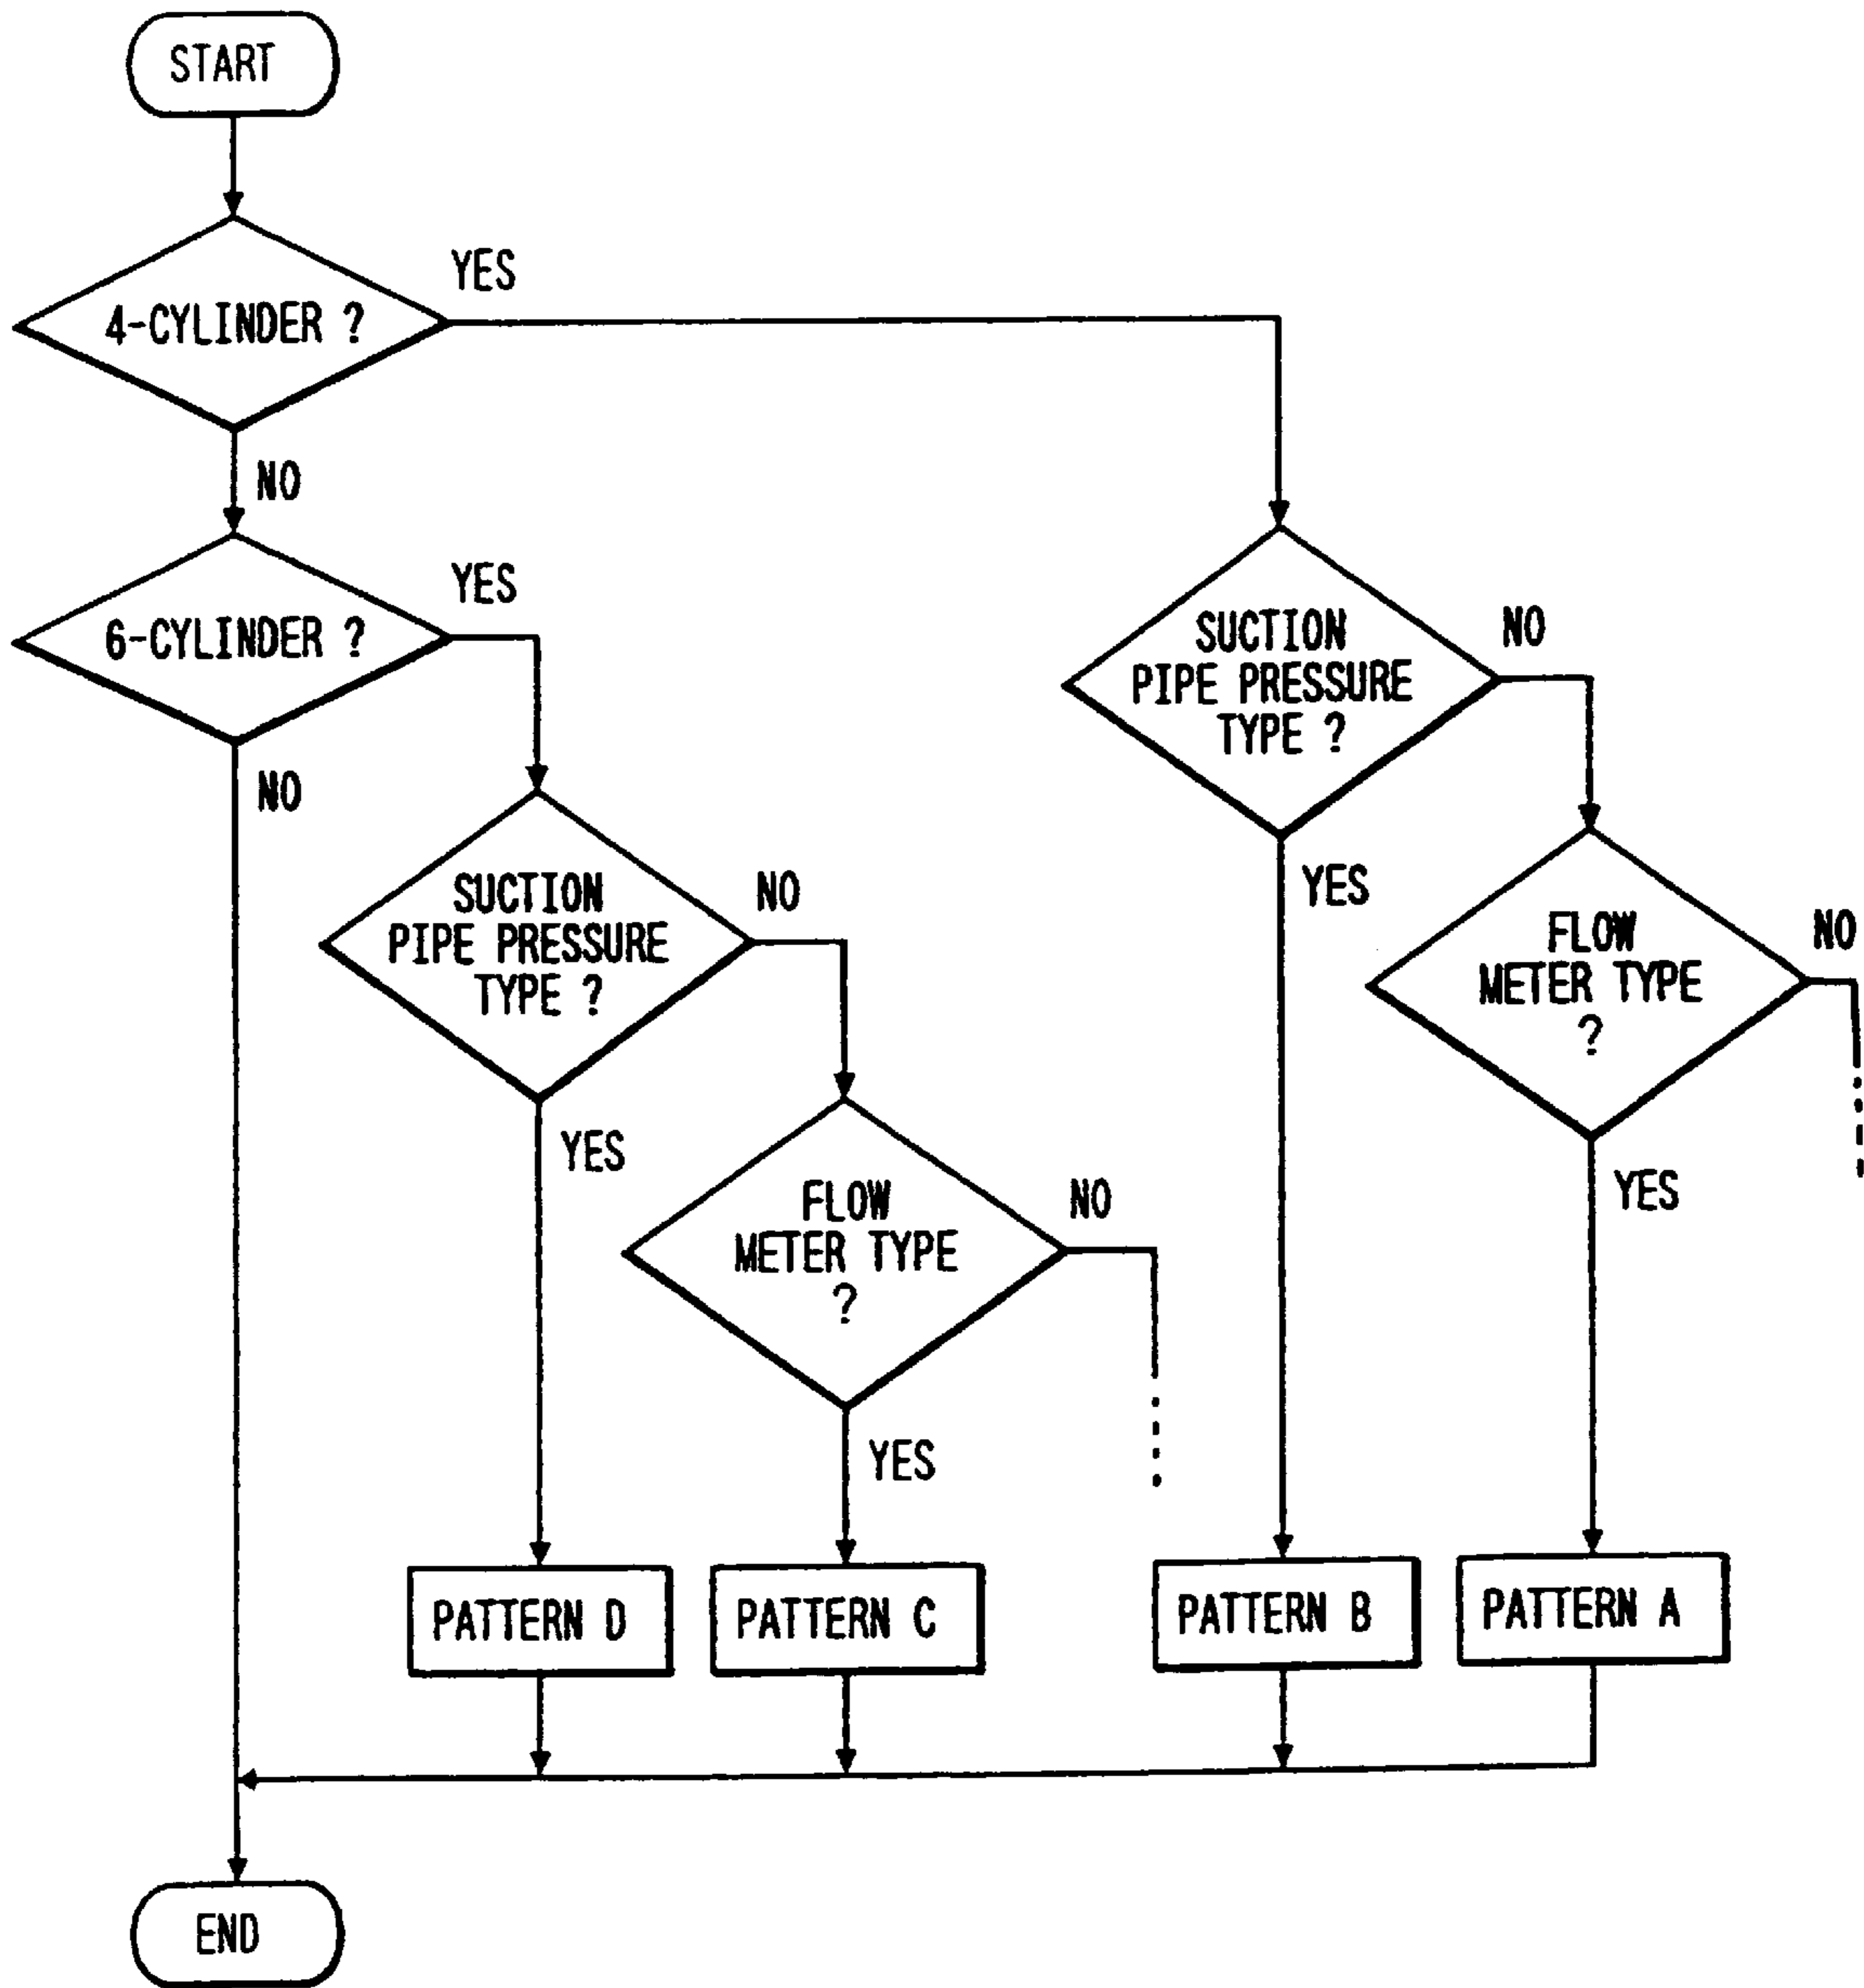 START
4-CYLINDER ?
YES
NO
6-CYLINDER ?
YES
NO
SUCTION
PIPE PRESSURE
TYPE ?
NO
YES
FLOW
METER TYPE
?
NO
YES
SUCTION
PIPE PRESSURE
TYPE ?
NO
YES
FLOW
METER TYPE
?
NO
YES
PATTERN D
PATTERN C
PATTERN B
PATTERN A
END